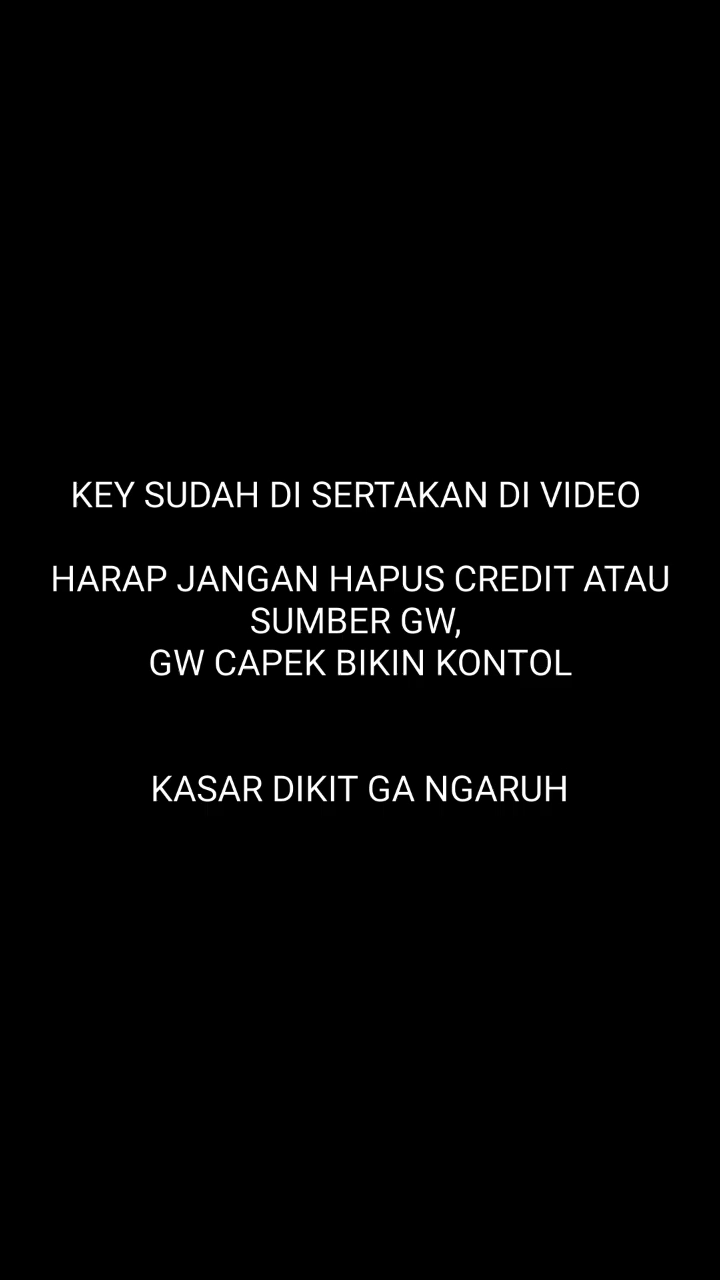 KEY SUDAH DI SERTAKAN DI VIDEO
HARAP JANGAN HAPUS CREDIT ATAU
SUMBER GW,
GW CAPEK BIKIN KONTOL
KASAR DIKIT GA NGARUH